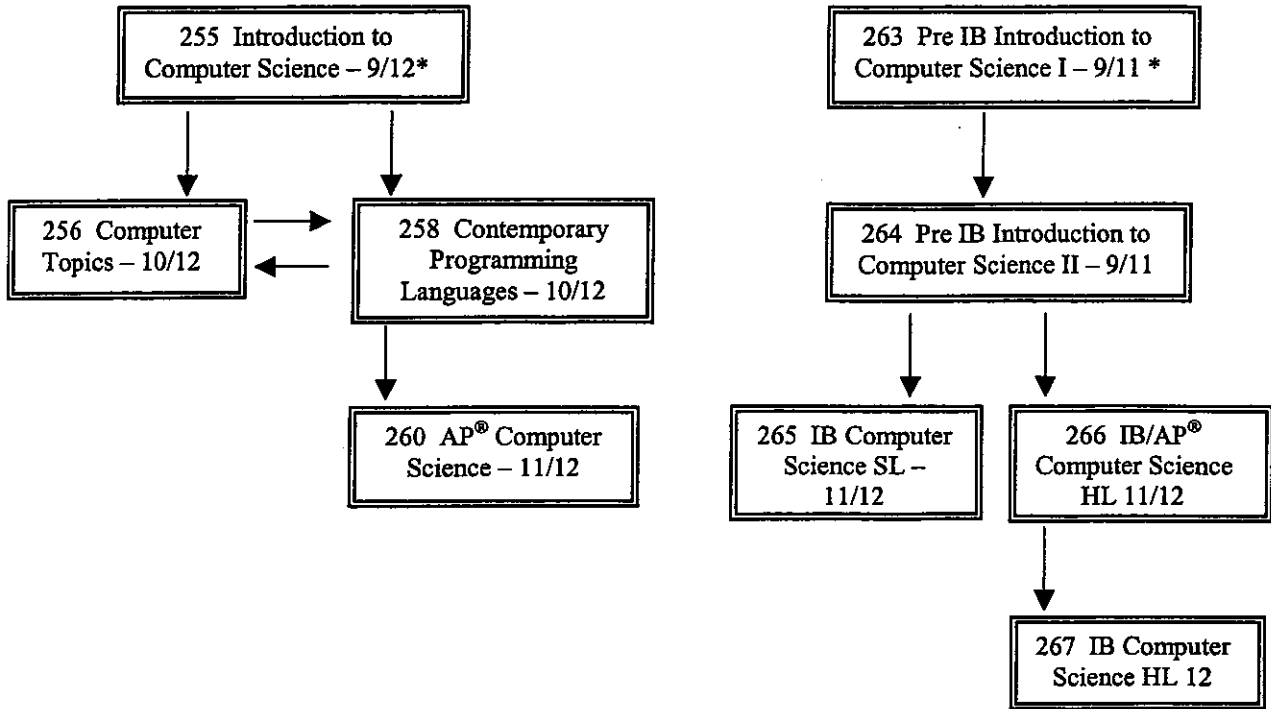 255 Introduction to
Computer Science – 9/12*
263 Pre IB Introduction to
Computer Science I – 9/11 *
256 Computer
Topics – 10/12
258 Contemporary
Programming
Languages – 10/12
264 Pre IB Introduction to
Computer Science II – 9/11
260 AP® Computer
Science – 11/12
265 IB Computer
Science SL –
11/12
266 IB/AP®
Computer Science
HL 11/12
267 IB Computer
Science HL 12